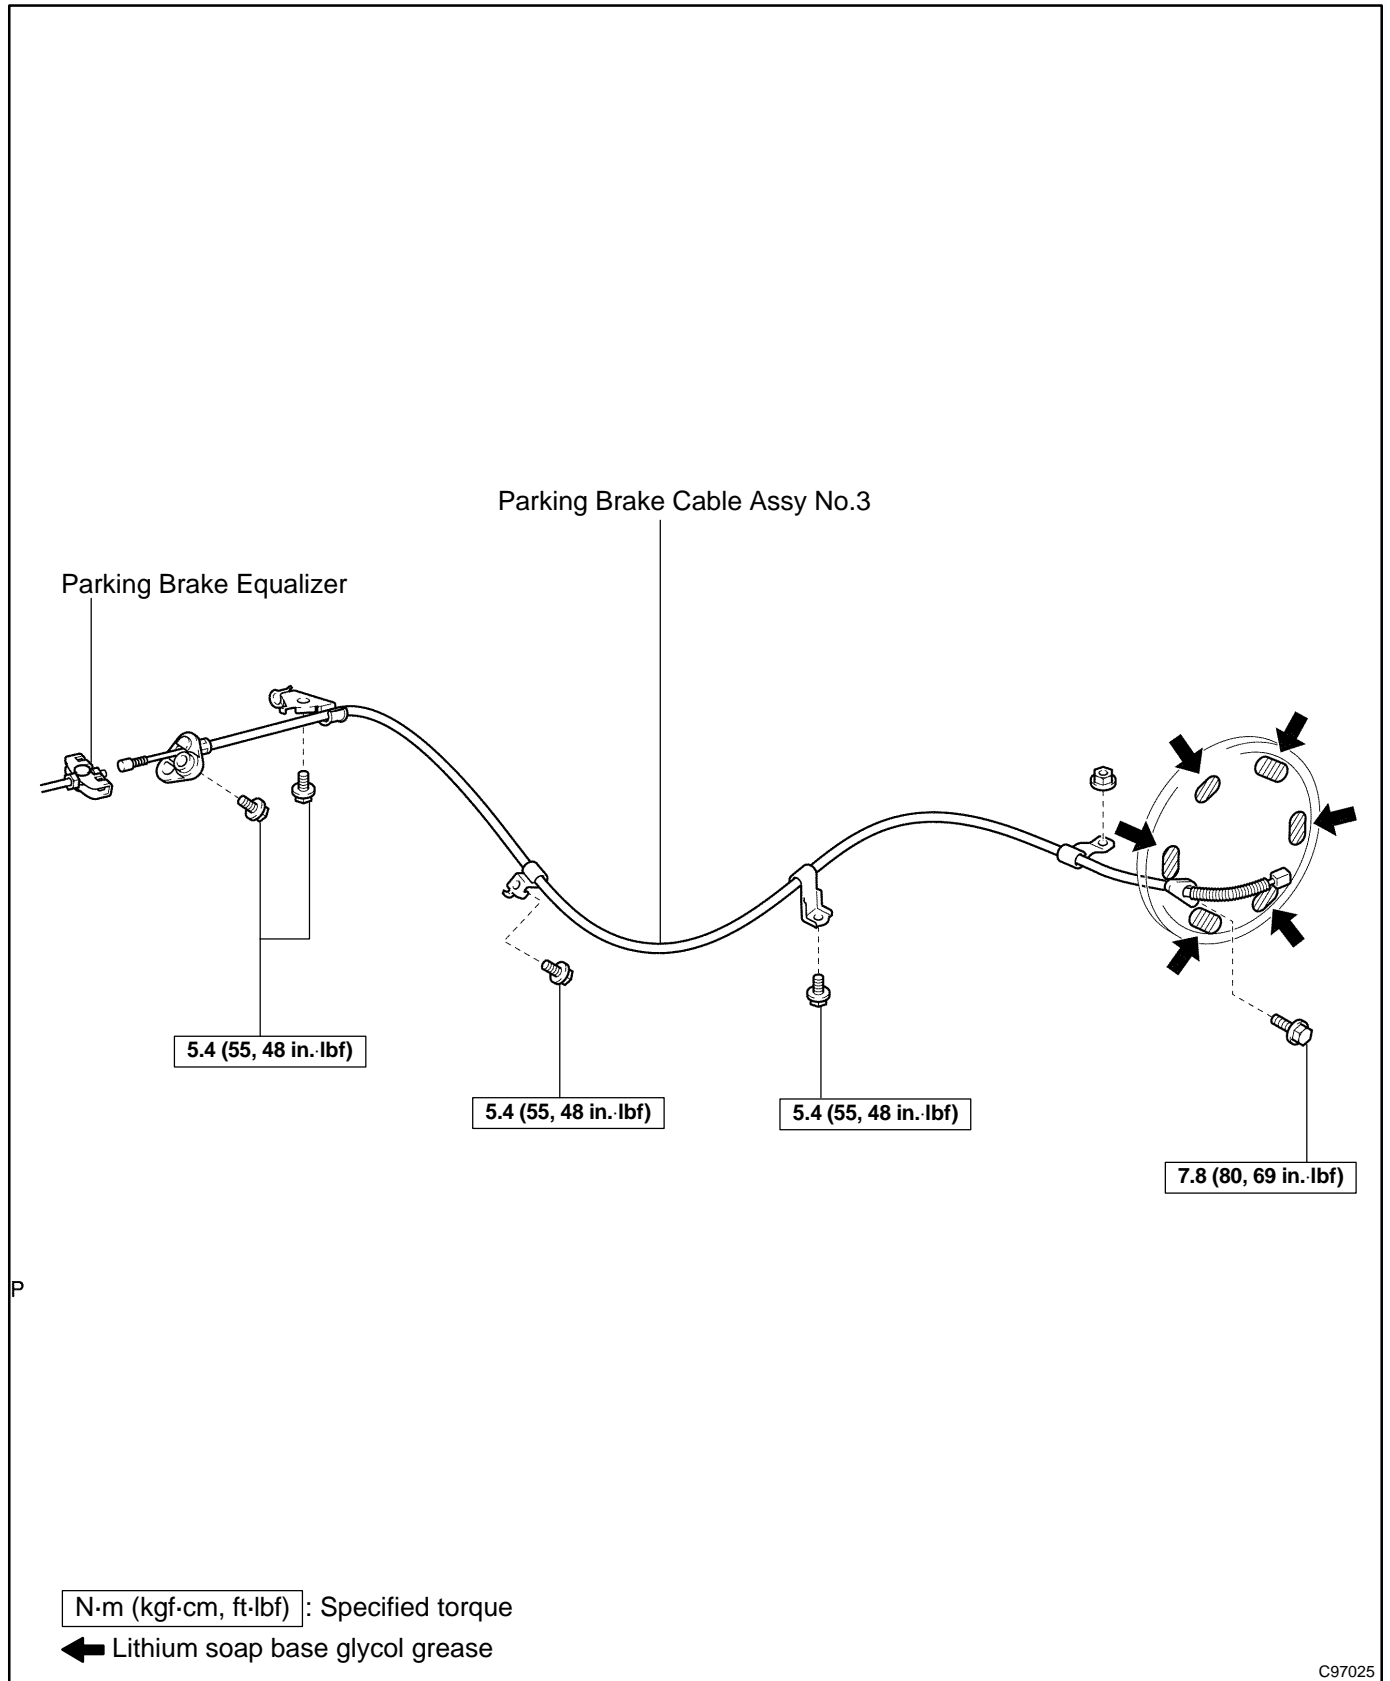 Parking Brake Cable Assy No.3
Parking Brake Equalizer
5.4 (55, 48 in.·lbf)
5.4 (55, 48 in.·lbf)
5.4 (55, 48 in.·lbf)
7.8 (80, 69 in.·lbf)
P
N·m (kgf·cm, ft·lbf) : Specified torque
Lithium soap base glycol grease
C97025